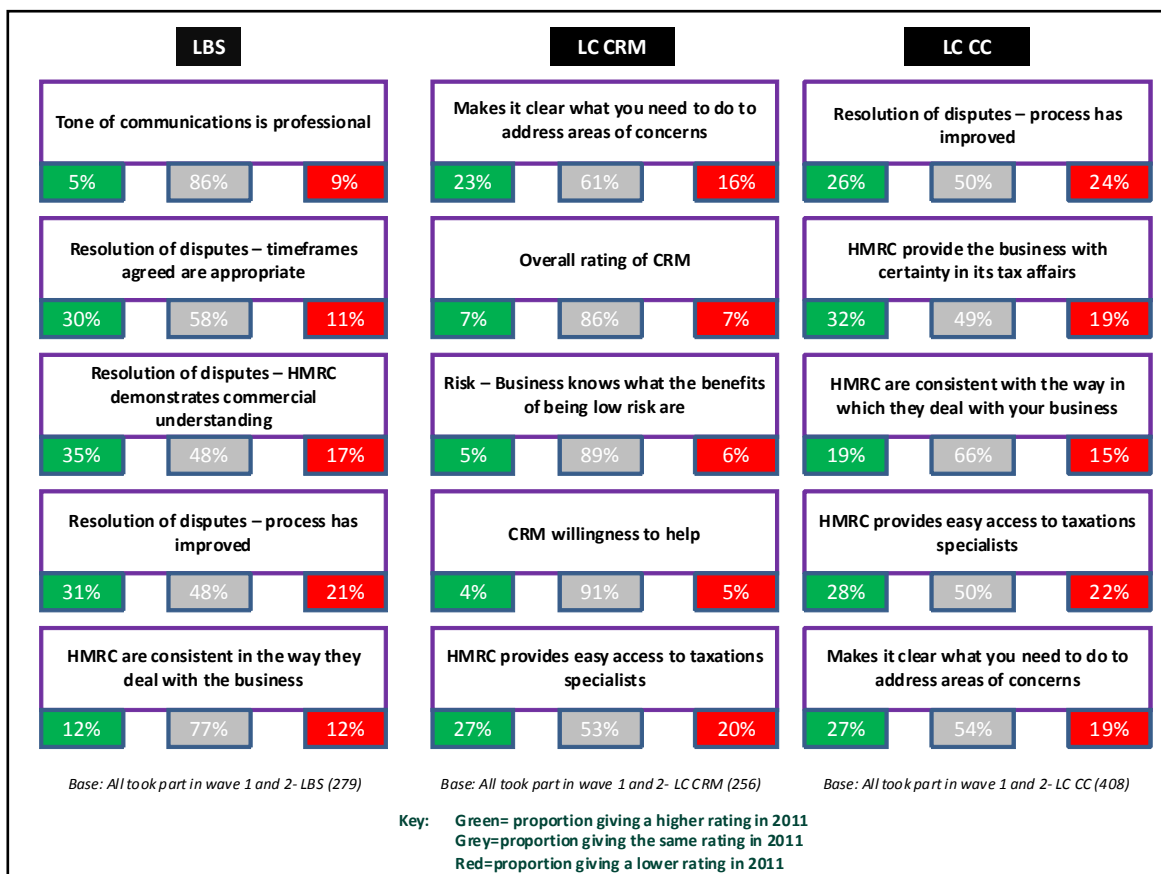 LBS
Tone of communications is professional
5% 86% 9%
Resolution of disputes – timeframes
agreed are appropriate
30% 58% 11%
Resolution of disputes – HMRC
demonstrates commercial
understanding
35% 48% 17%
Resolution of disputes – process has
improved
31% 48% 21%
HMRC are consistent in the way they
deal with the business
12% 77% 12%
Base: All took part in wave 1 and 2- LBS (279)
LC CRM
Makes it clear what you need to do to
address areas of concerns
23% 61% 16%
Overall rating of CRM
7% 86% 7%
Risk – Business knows what the benefits
of being low risk are
5% 89% 6%
CRM willingness to help
4% 91% 5%
HMRC provides easy access to taxations
specialists
27% 53% 20%
Base: All took part in wave 1 and 2- LC CRM (256)
LC CC
Resolution of disputes – process has
improved
26% 50% 24%
HMRC provide the business with
certainty in its tax affairs
32% 49% 19%
HMRC are consistent with the way in
which they deal with your business
19% 66% 15%
HMRC provides easy access to taxations
specialists
28% 50% 22%
Makes it clear what you need to do to
address areas of concerns
27% 54% 19%
Base: All took part in wave 1 and 2- LC CC (408)
Key: Green= proportion giving a higher rating in 2011
Grey=proportion giving the same rating in 2011
Red=proportion giving a lower rating in 2011